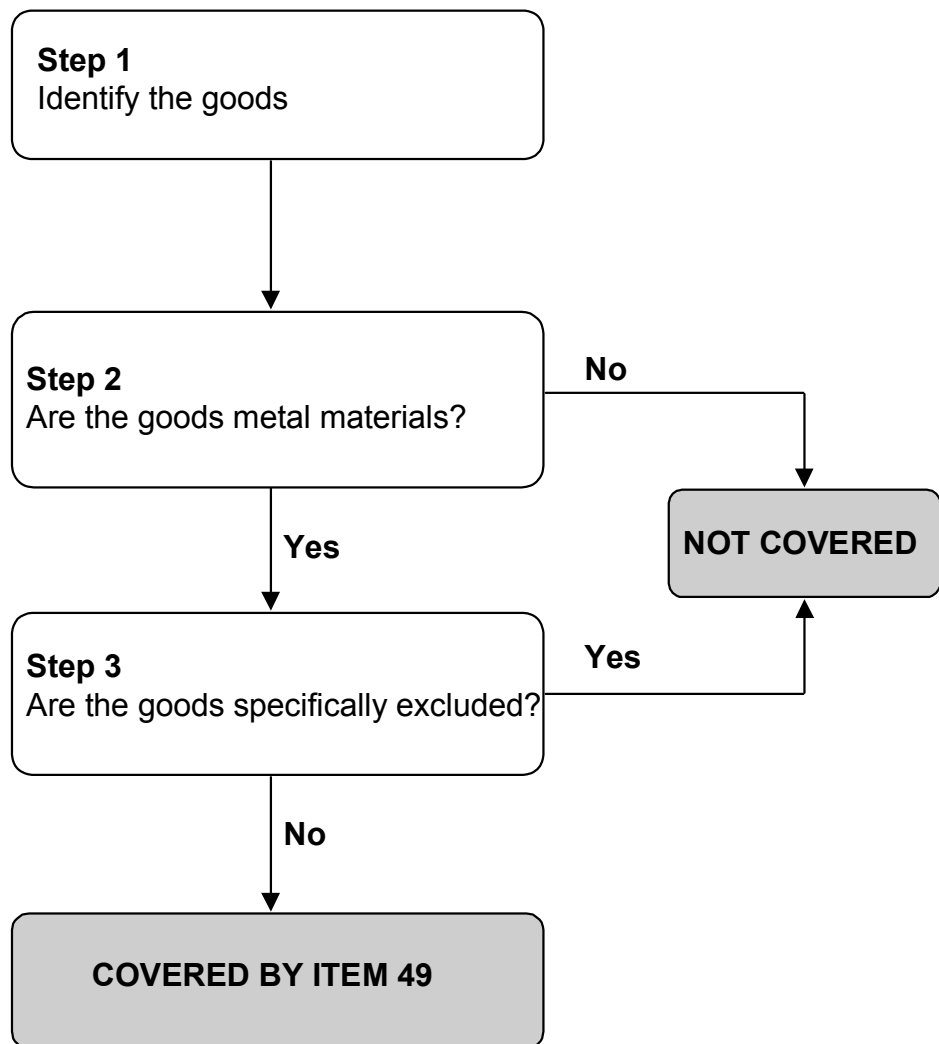 Step 1
Identify the goods
Step 2
Are the goods metal materials?
No
NOT COVERED
Yes
Step 3
Are the goods specifically excluded?
Yes
No
COVERED BY ITEM 49